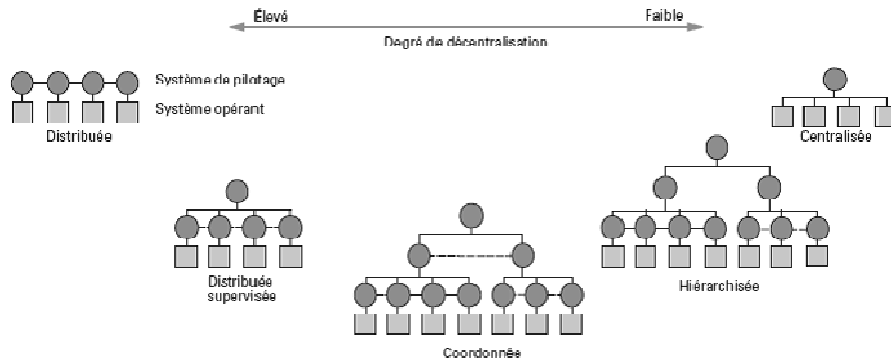 Élevé
Faible
Degré de décentralisation
Système de pilotage
Système opérant
Distribuée
Centralisée
Distribuée
supervisée
Hiérarchisée
Coordonnée